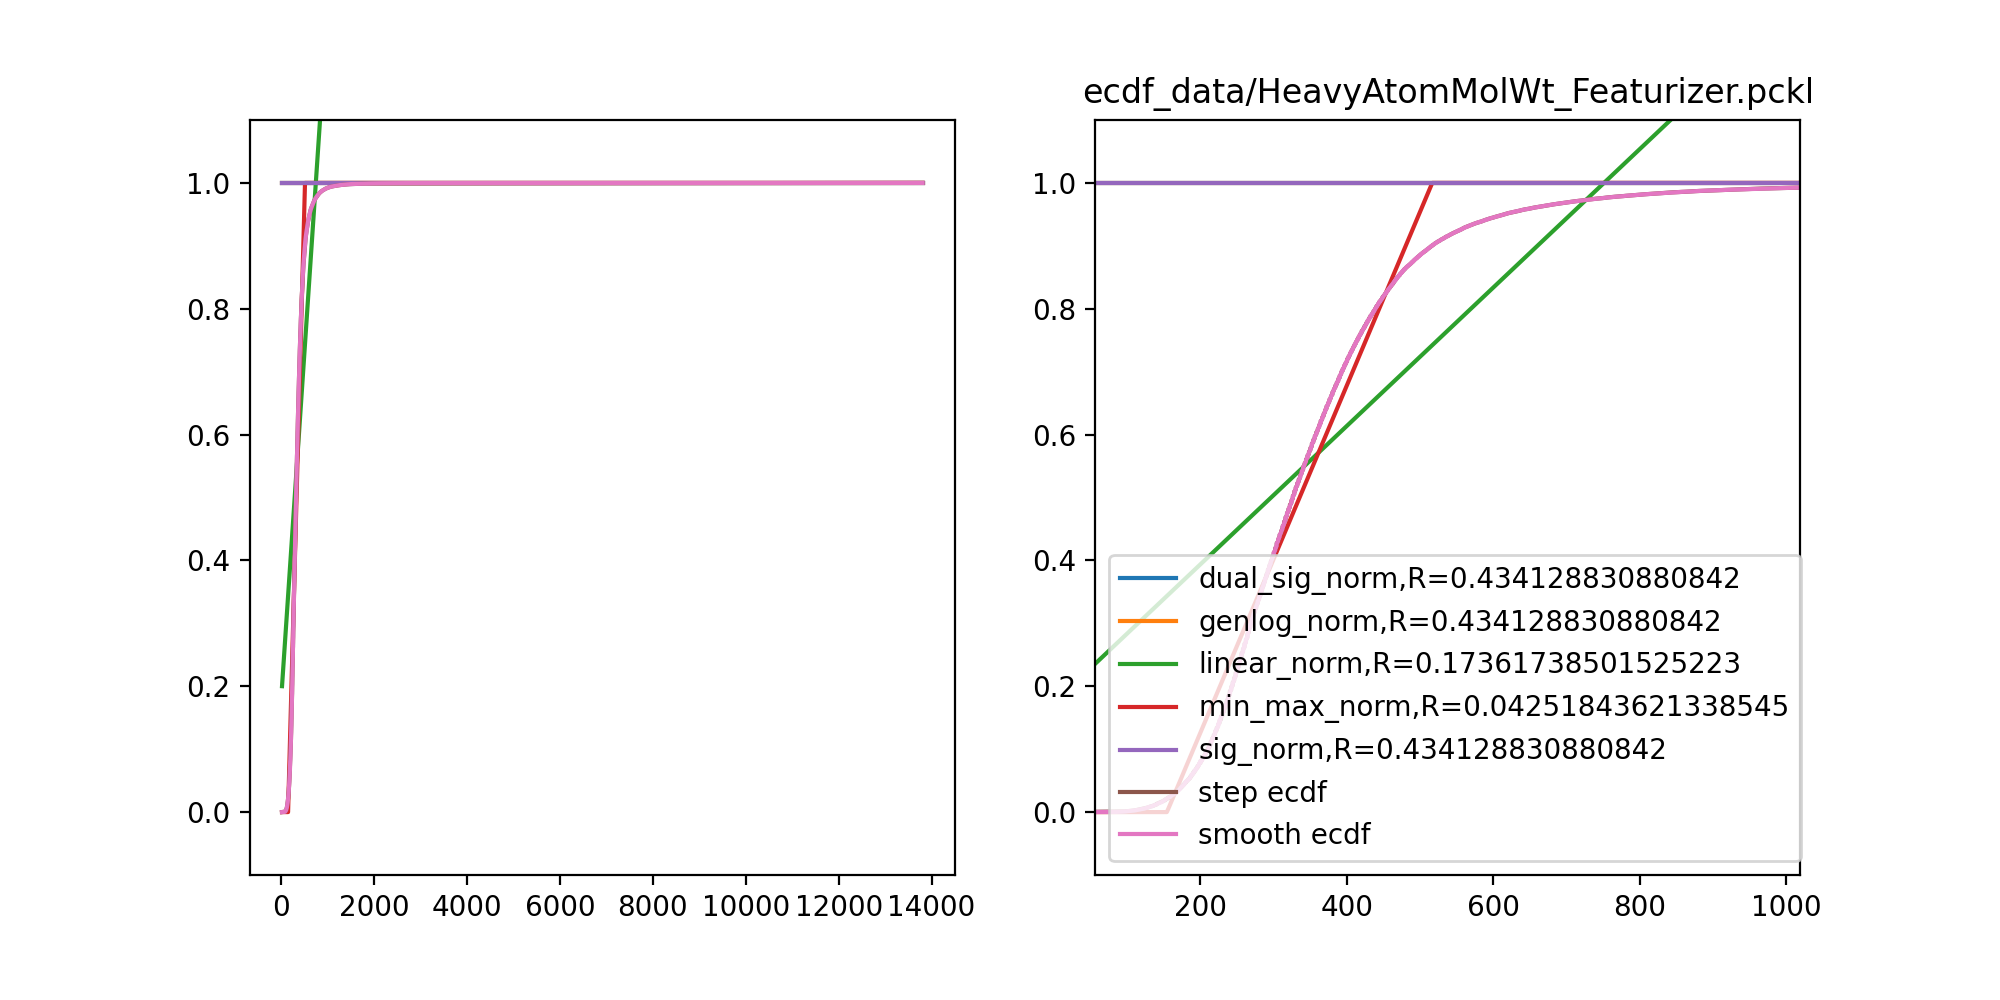 ecdf_data/HeavyAtomMolWt_Featurizer.pckl
1.0
0.8
0.6
0.4
0.2
0.0
0 2000 4000 6000 8000 10000 12000 14000
1.0
0.8
0.6
0.4
0.2
0.0
dual_sig_norm,R=0.434128830880842
genlog_norm,R=0.434128830880842
linear_norm,R=0.17361738501525223
min_max_norm,R=0.04251843621338545
sig_norm,R=0.434128830880842
step ecdf
smooth ecdf
200 400 600 800 1000